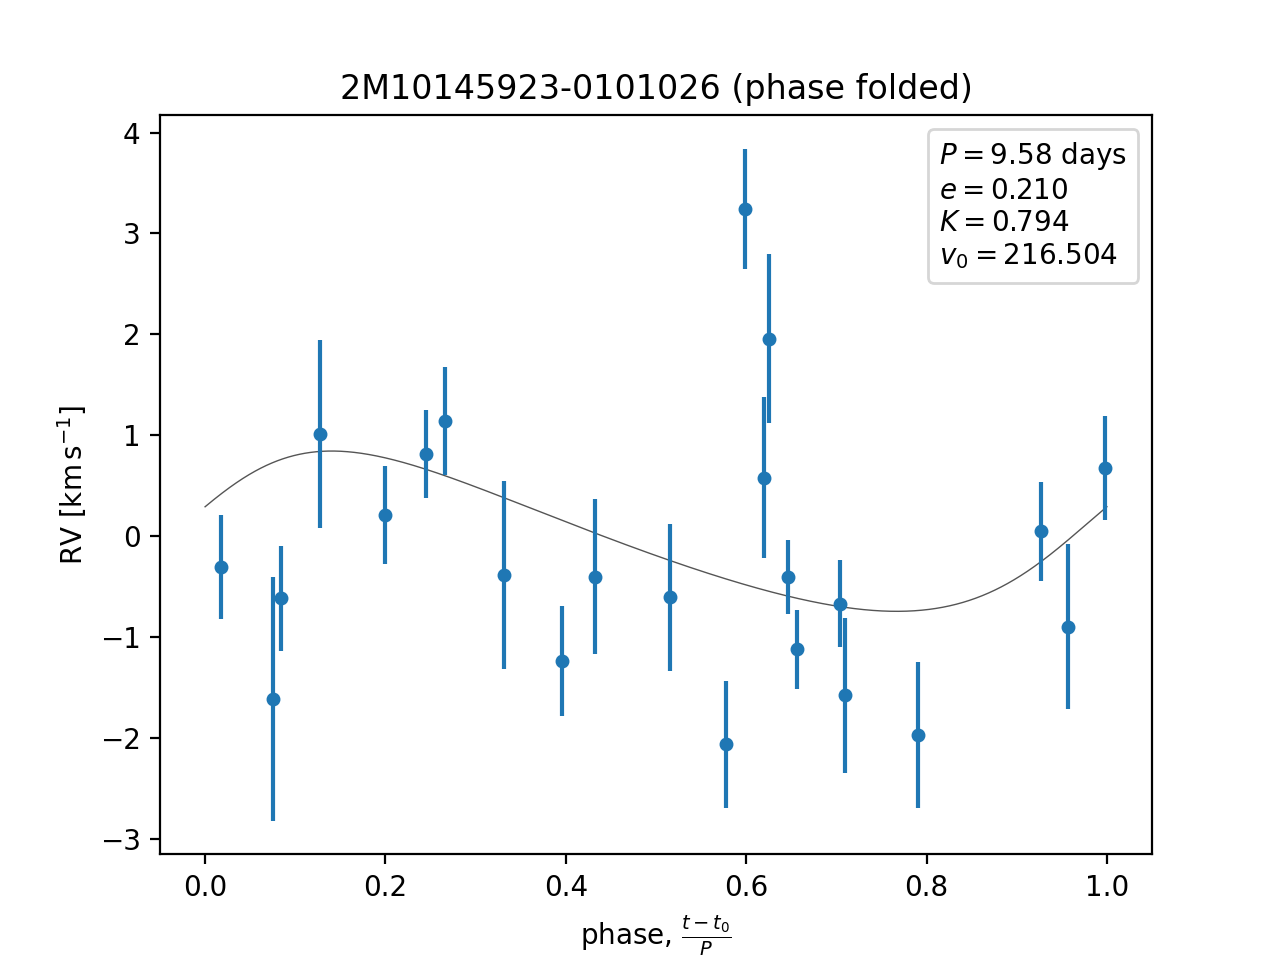 2M10145923-0101026 (phase folded)
P = 9.58 days
e = 0.210
K = 0.794
v₀ = 216.504
RV [km s⁻¹]
4
3
2
1
0
−1
−2
−3
0.0 0.2 0.4 0.6 0.8 1.0
phase, (t − t₀)/P